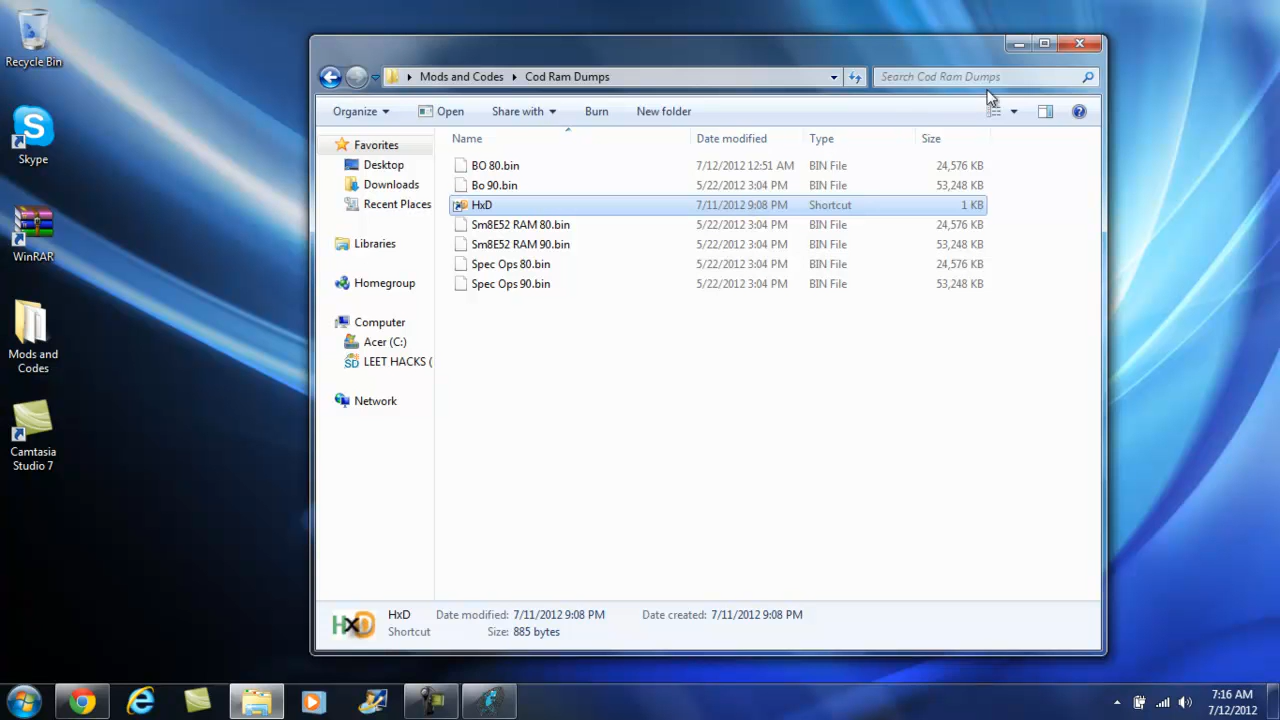 Recycle Bin
Skype
WinRAR
Mods and
Codes
Camtasia
Studio 7
Mods and Codes
Cod Ram Dumps
Search Cod Ram Dumps
Organize
Open
Share with
Burn
New folder
Favorites
Desktop
Downloads
Recent Places
Libraries
Homegroup
Computer
Acer (C:)
LEET HACKS (
Network
Name Date modified Type Size
BO 80.bin 7/12/2012 12:51 AM BIN File 24,576 KB
Bo 90.bin 5/22/2012 3:04 PM BIN File 53,248 KB
HxD 7/11/2012 9:08 PM Shortcut 1 KB
Sm8E52 RAM 80.bin 5/22/2012 3:04 PM BIN File 24,576 KB
Sm8E52 RAM 90.bin 5/22/2012 3:04 PM BIN File 53,248 KB
Spec Ops 80.bin 5/22/2012 3:04 PM BIN File 24,576 KB
Spec Ops 90.bin 5/22/2012 3:04 PM BIN File 53,248 KB
HxD
HxD Date modified: 7/11/2012 9:08 PM Date created: 7/11/2012 9:08 PM
Shortcut Size: 885 bytes
7:16 AM
7/12/2012